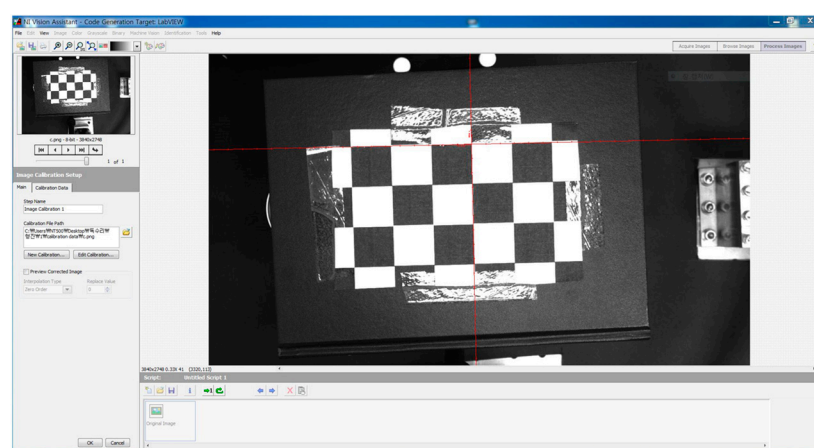 NI Vision Assistant - Code Generation Target: LabVIEW
File Edit View Image Color Grayscale Binary Machine Vision Identification Tools Help
Acquire Images Browse Images Process Images
c.png - 8-bit - 3840x2748
1 of 1
Image Calibration Setup
Main Calibration Data
Step Name
Image Calibration 1
Calibration File Path
New Calibration... Edit Calibration...
Preview Corrected Image
Interpolation Type Replace Value
Zero Order 0
OK Cancel
3840x2748 0.33X 41 (3320,113)
Script: Untitled Script 1
Original Image